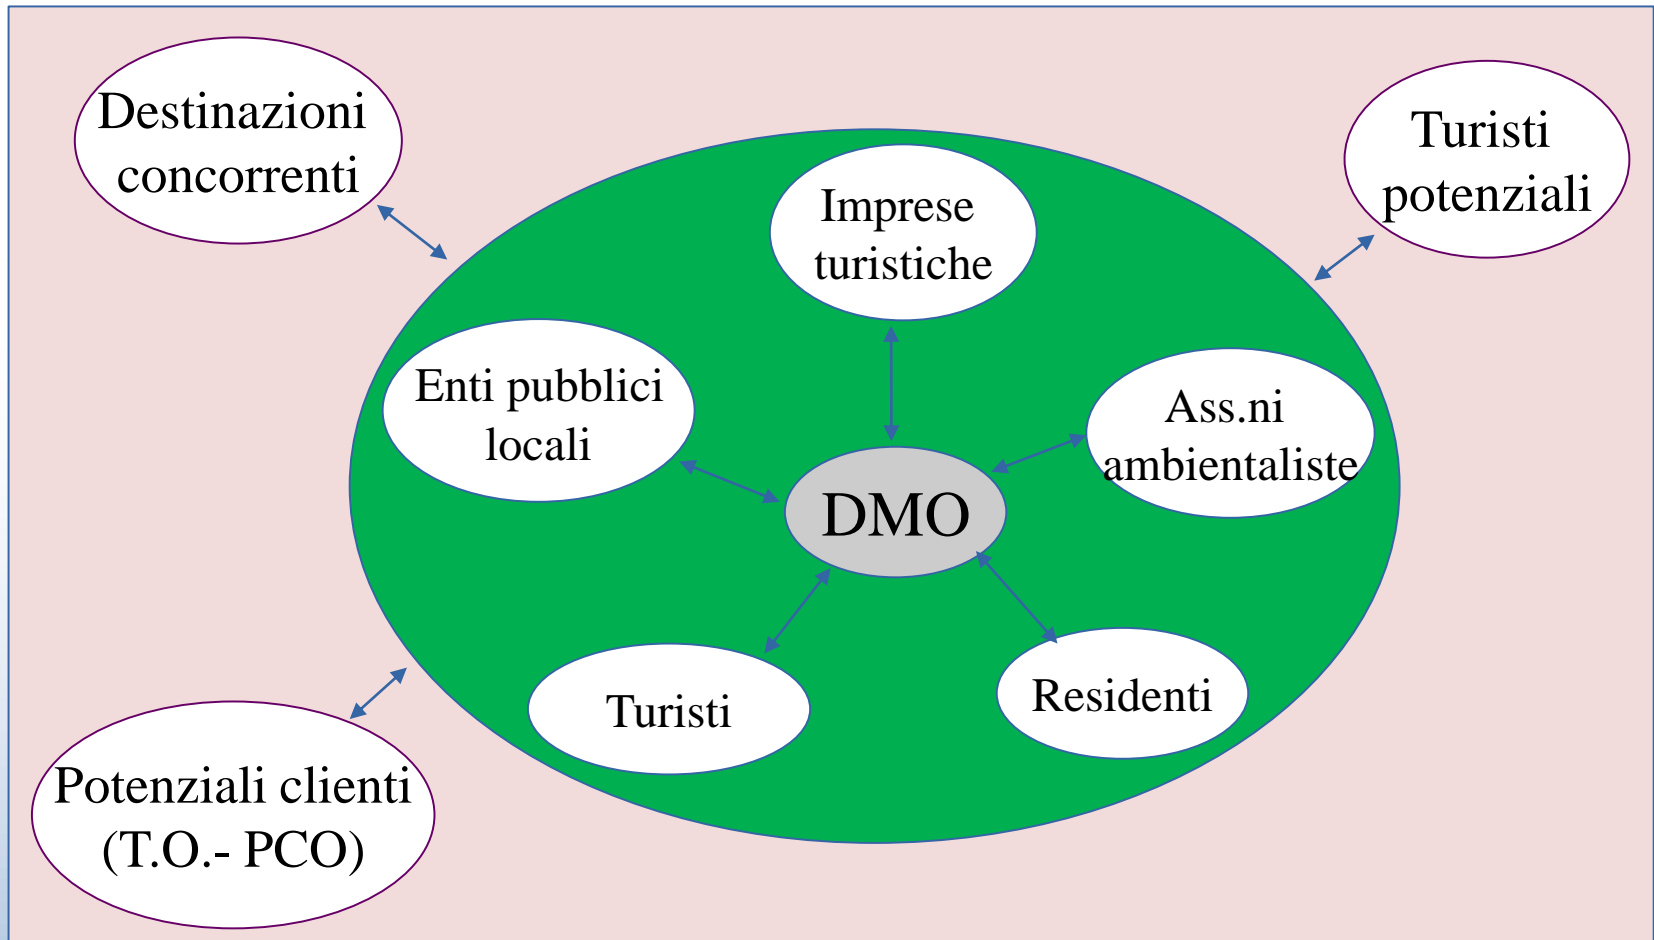 Destinazioni
concorrenti
Turisti
potenziali
Imprese
turistiche
Enti pubblici
locali
Ass.ni
ambientaliste
DMO
Turisti
Residenti
Potenziali clienti
(T.O.- PCO)